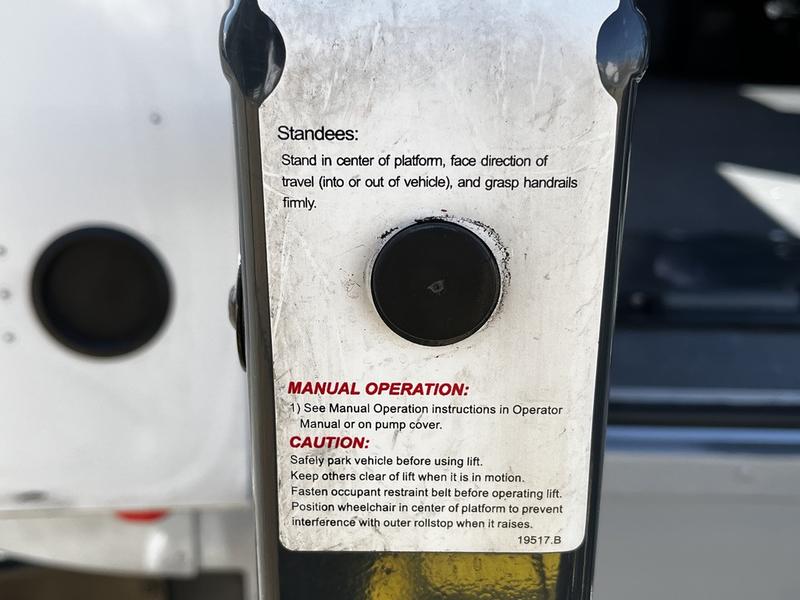 Standees:
Stand in center of platform, face direction of
travel (into or out of vehicle), and grasp handrails
firmly.
MANUAL OPERATION:
1) See Manual Operation instructions in Operator
Manual or on pump cover.
CAUTION:
Safely park vehicle before using lift.
Keep others clear of lift when it is in motion.
Fasten occupant restraint belt before operating lift.
Position wheelchair in center of platform to prevent
interference with outer rollstop when it raises.
19517.B